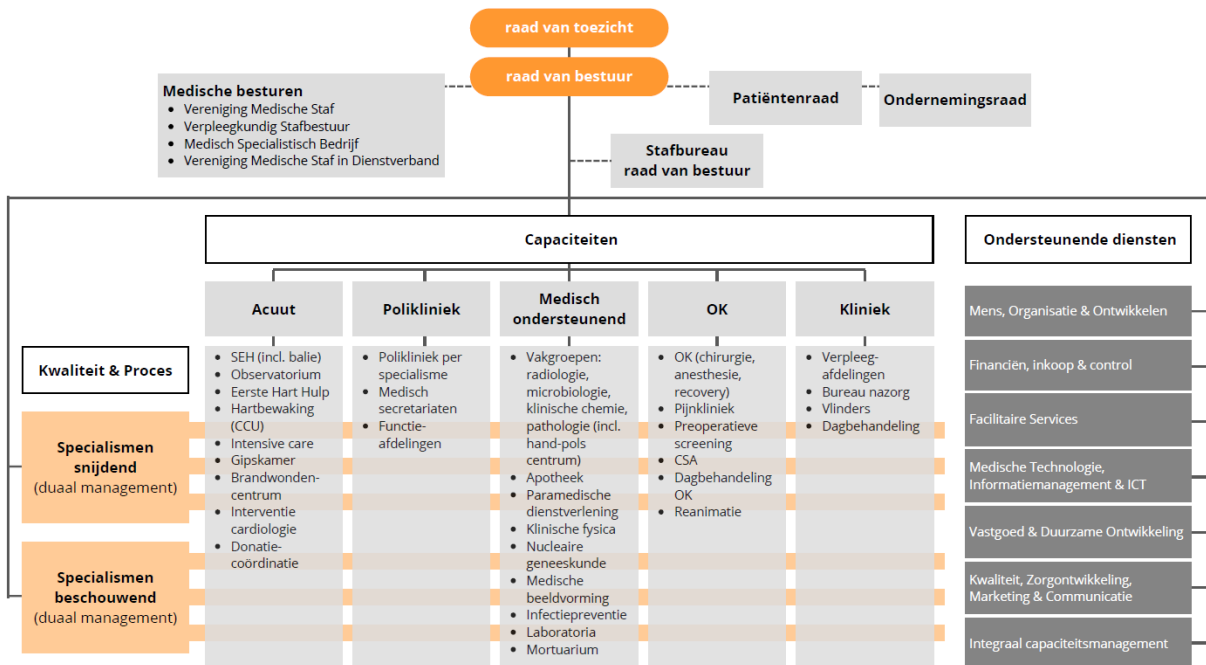 raad van toezicht
raad van bestuur
Medische besturen
• Vereniging Medische Staf
• Verpleegkundig Stafbestuur
• Medisch Specialistisch Bedrijf
• Vereniging Medische Staf in Dienstverband
Patiëntenraad
Ondernemingsraad
Stafbureau
raad van bestuur
Capaciteiten
Ondersteunende diensten
Kwaliteit & Proces
Specialismen
snijdend
(duaal management)
Specialismen
beschouwend
(duaal management)
Acuut
• SEH (incl. balie)
• Observatorium
• Eerste Hart Hulp
• Hartbewaking
(CCU)
• Intensive care
• Gipskamer
• Brandwonden-
centrum
• Interventie
cardiologie
• Donatie-
coördinatie
Polikliniek
• Polikliniek per
specialisme
• Medisch
secretariaten
• Functie-
afdelingen
Medisch
ondersteunend
• Vakgroepen:
radiologie,
microbiologie,
klinische chemie,
pathologie (incl.
hand-pols
centrum)
• Apotheek
• Paramedische
dienstverlening
• Klinische fysica
• Nucleaire
geneeskunde
• Medische
beeldvorming
• Infectiepreventie
• Laboratoria
• Mortuarium
OK
• OK (chirurgie,
anesthesie,
recovery)
• Pijnkliniek
• Preoperatieve
screening
• CSA
• Dagbehandeling
OK
• Reanimatie
Kliniek
• Verpleeg-
afdelingen
• Bureau nazorg
• Vlinders
• Dagbehandeling
Mens, Organisatie & Ontwikkelen
Financiën, inkoop & control
Facilitaire Services
Medische Technologie,
Informatiemanagement & ICT
Vastgoed & Duurzame Ontwikkeling
Kwaliteit, Zorgontwikkeling,
Marketing & Communicatie
Integraal capaciteitsmanagement